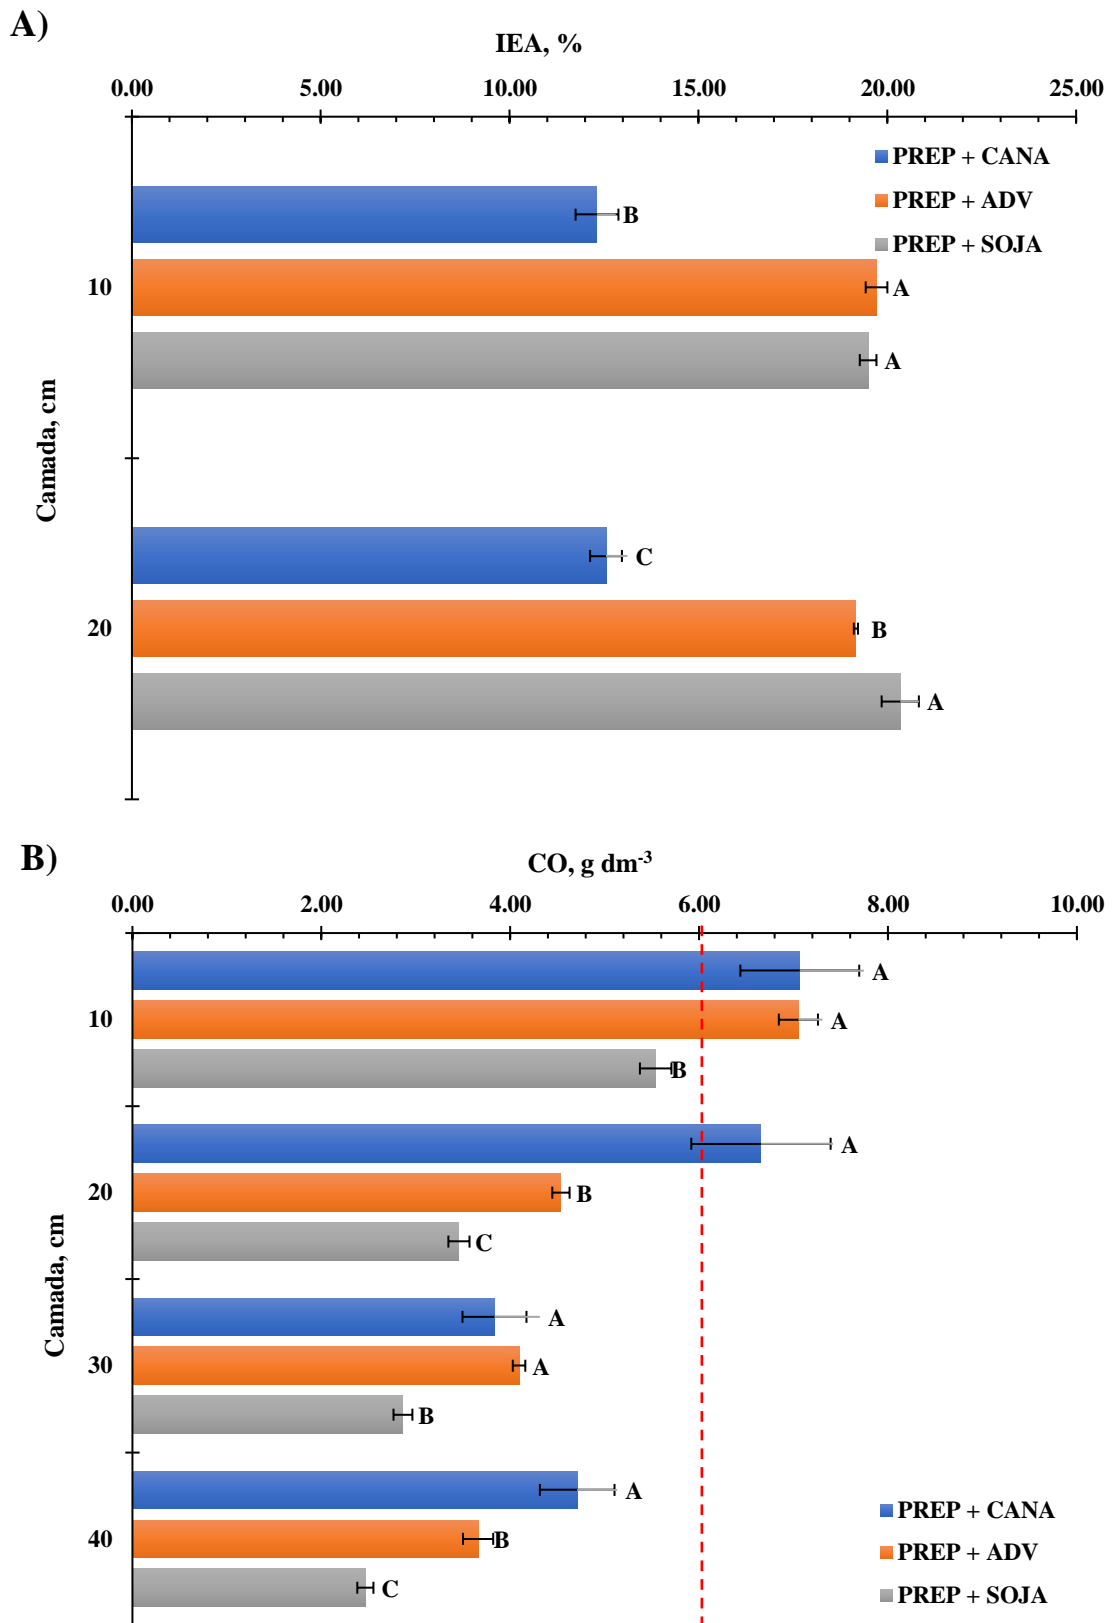 A)
IEA, %
0.00 5.00 10.00 15.00 20.00 25.00
PREP + CANA
PREP + ADV
PREP + SOJA
B
10
A
A
Camada, cm
C
20
B
A
B)
CO, g dm⁻³
0.00 2.00 4.00 6.00 8.00 10.00
A
10
A
B
A
20
B
C
Camada, cm
A
30
A
B
A
40
B
C
PREP + CANA
PREP + ADV
PREP + SOJA